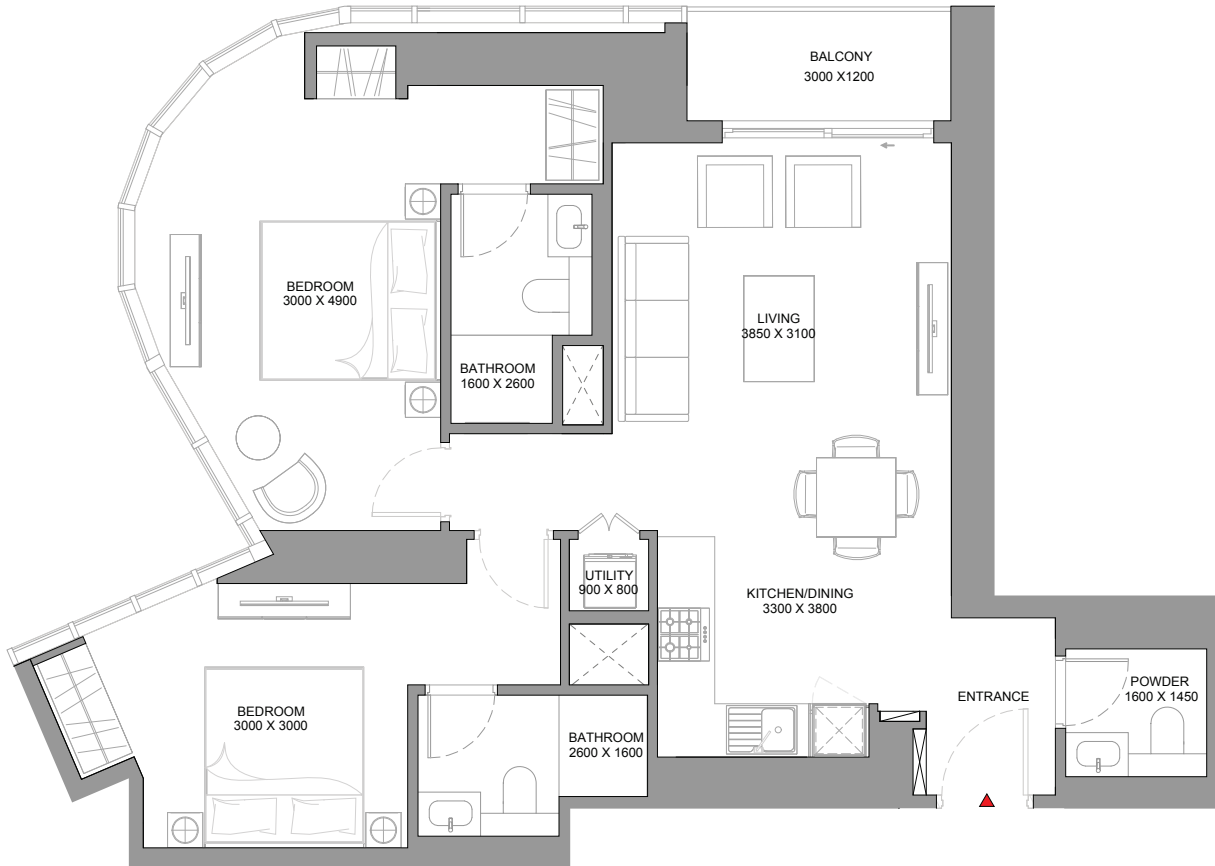 BALCONY
3000 X1200
BEDROOM
3000 X 4900
LIVING
3850 X 3100
BATHROOM
1600 X 2600
UTILITY
900 X 800
KITCHEN/DINING
3300 X 3800
POWDER
1600 X 1450
ENTRANCE
BEDROOM
3000 X 3000
BATHROOM
2600 X 1600